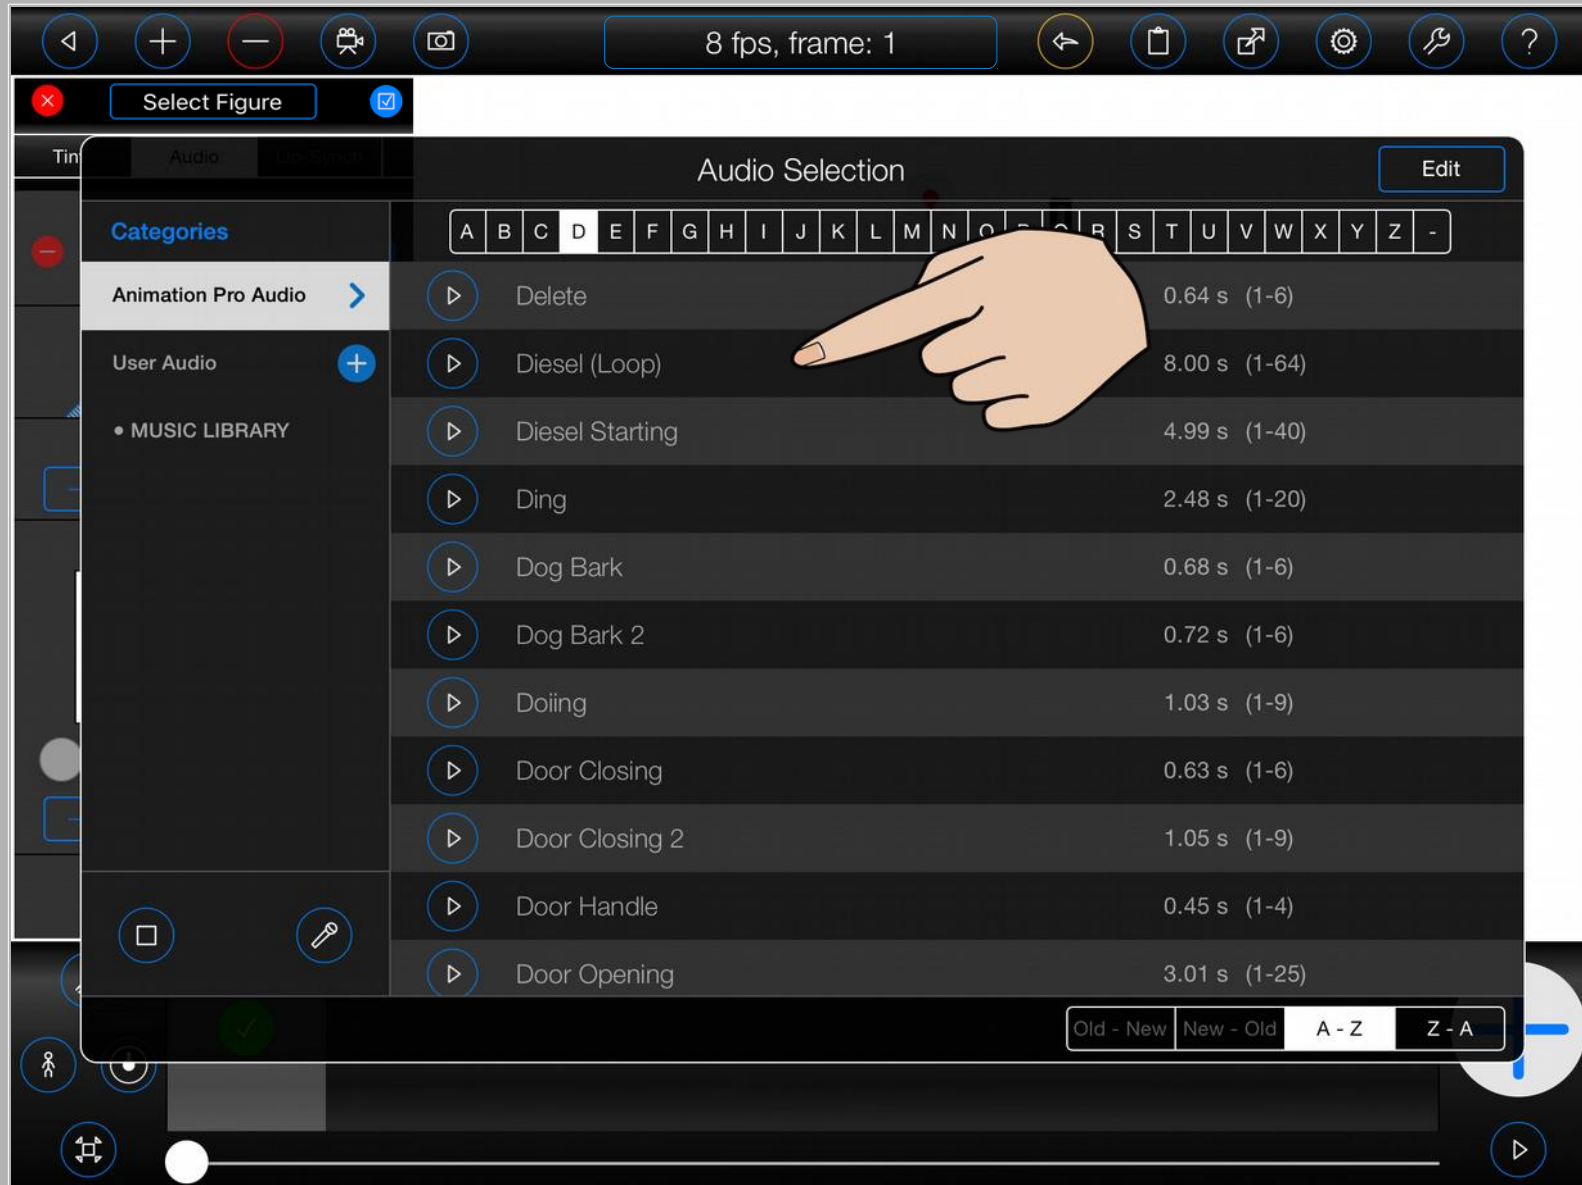 8 fps, frame: 1
?
Select Figure
Audio
Audio Selection
Edit
Categories
A B C D E F G H I J K L M N O P Q R S T U V W X Y Z -
Animation Pro Audio
Delete 0.64 s (1-6)
User Audio
Diesel (Loop) 8.00 s (1-64)
• MUSIC LIBRARY
Diesel Starting 4.99 s (1-40)
Ding 2.48 s (1-20)
Dog Bark 0.68 s (1-6)
Dog Bark 2 0.72 s (1-6)
Doiing 1.03 s (1-9)
Door Closing 0.63 s (1-6)
Door Closing 2 1.05 s (1-9)
Door Handle 0.45 s (1-4)
Door Opening 3.01 s (1-25)
Old - New New - Old A - Z Z - A